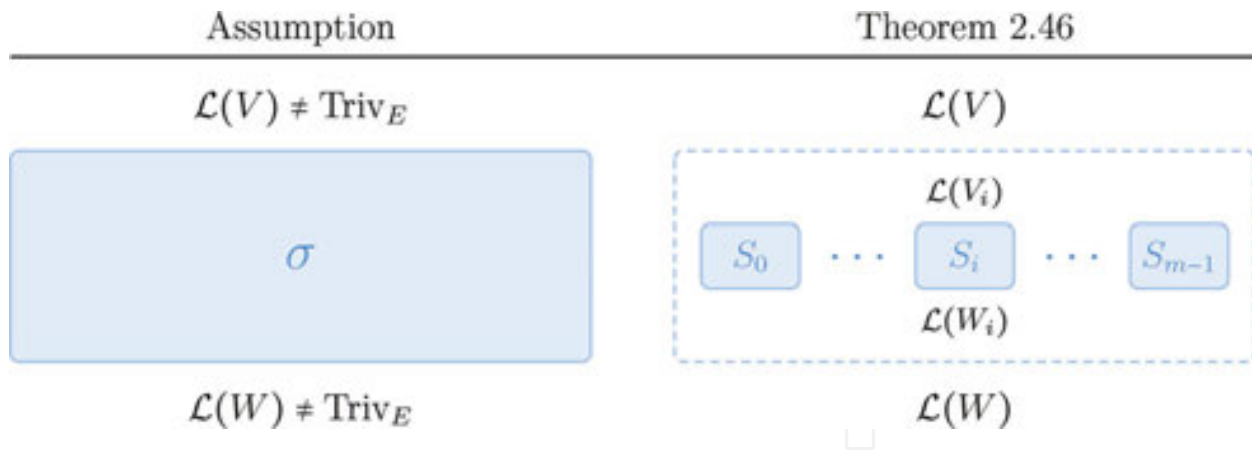 Assumption Theorem 2.46
ℒ(V) ≠ Triv_E ℒ(V)
ℒ(V_i)
σ S_0 ··· S_i ··· S_{m−1}
ℒ(W_i)
ℒ(W) ≠ Triv_E ℒ(W)